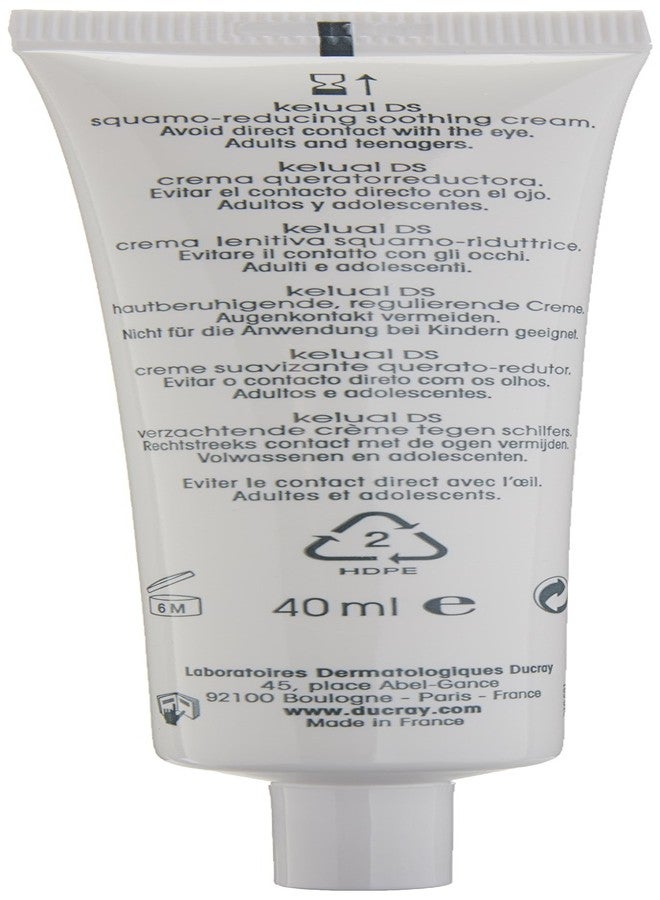 kelual DS
squamo-reducing soothing cream.
Avoid direct contact with the eye.
Adults and teenagers.
kelual DS
crema queratorreductora.
Evitar el contacto directo con el ojo.
Adultos y adolescentes.
kelual DS
crema lenitiva squamo-riduttrice.
Evitare il contatto con gli occhi.
Adulti e adolescenti.
kelual DS
hautberuhigende, regulierende Creme.
Augenkontakt vermeiden.
Nicht für die Anwendung bei Kindern geeignet.
kelual DS
creme suavizante querato-redutor.
Evitar o contacto direto com os olhos.
Adultos e adolescentes.
kelual DS
verzachtende crème tegen schilfers.
Rechtstreeks contact met de ogen vermijden.
Volwassenen en adolescenten.
Eviter le contact direct avec l'œil.
Adultes et adolescents.
2
HDPE
6 M
40 ml e
Laboratoires Dermatologiques Ducray
45, place Abel-Gance
92100 Boulogne - Paris - France
www.ducray.com
Made in France